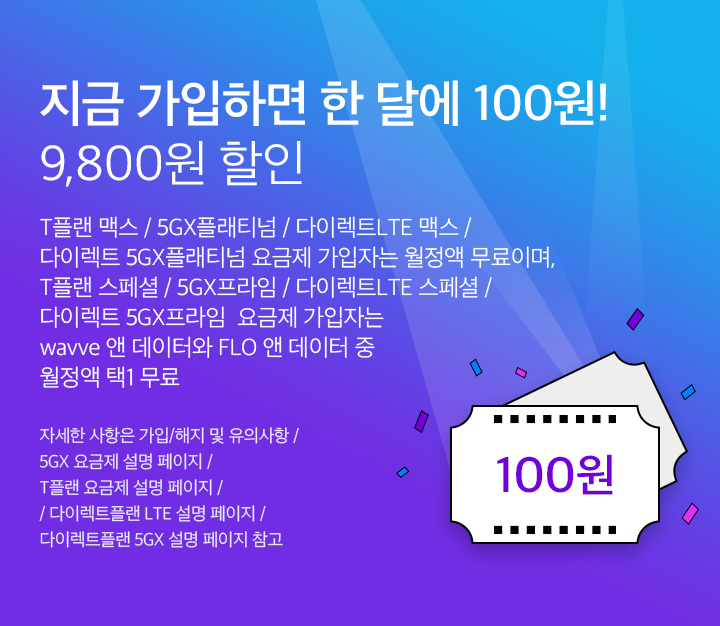 지금 가입하면 한 달에 100원!
9,800원 할인
T플랜 맥스 / 5GX플래티넘 / 다이렉트LTE 맥스 /
다이렉트 5GX플래티넘 요금제 가입자는 월정액 무료이며,
T플랜 스페셜 / 5GX프라임 / 다이렉트LTE 스페셜 /
다이렉트 5GX프라임 요금제 가입자는
wavve 앤 데이터와 FLO 앤 데이터 중
월정액 택1 무료
자세한 사항은 가입/해지 및 유의사항 /
5GX 요금제 설명 페이지 /
T플랜 요금제 설명 페이지 /
/ 다이렉트플랜 LTE 설명 페이지 /
다이렉트플랜 5GX 설명 페이지 참고
100원